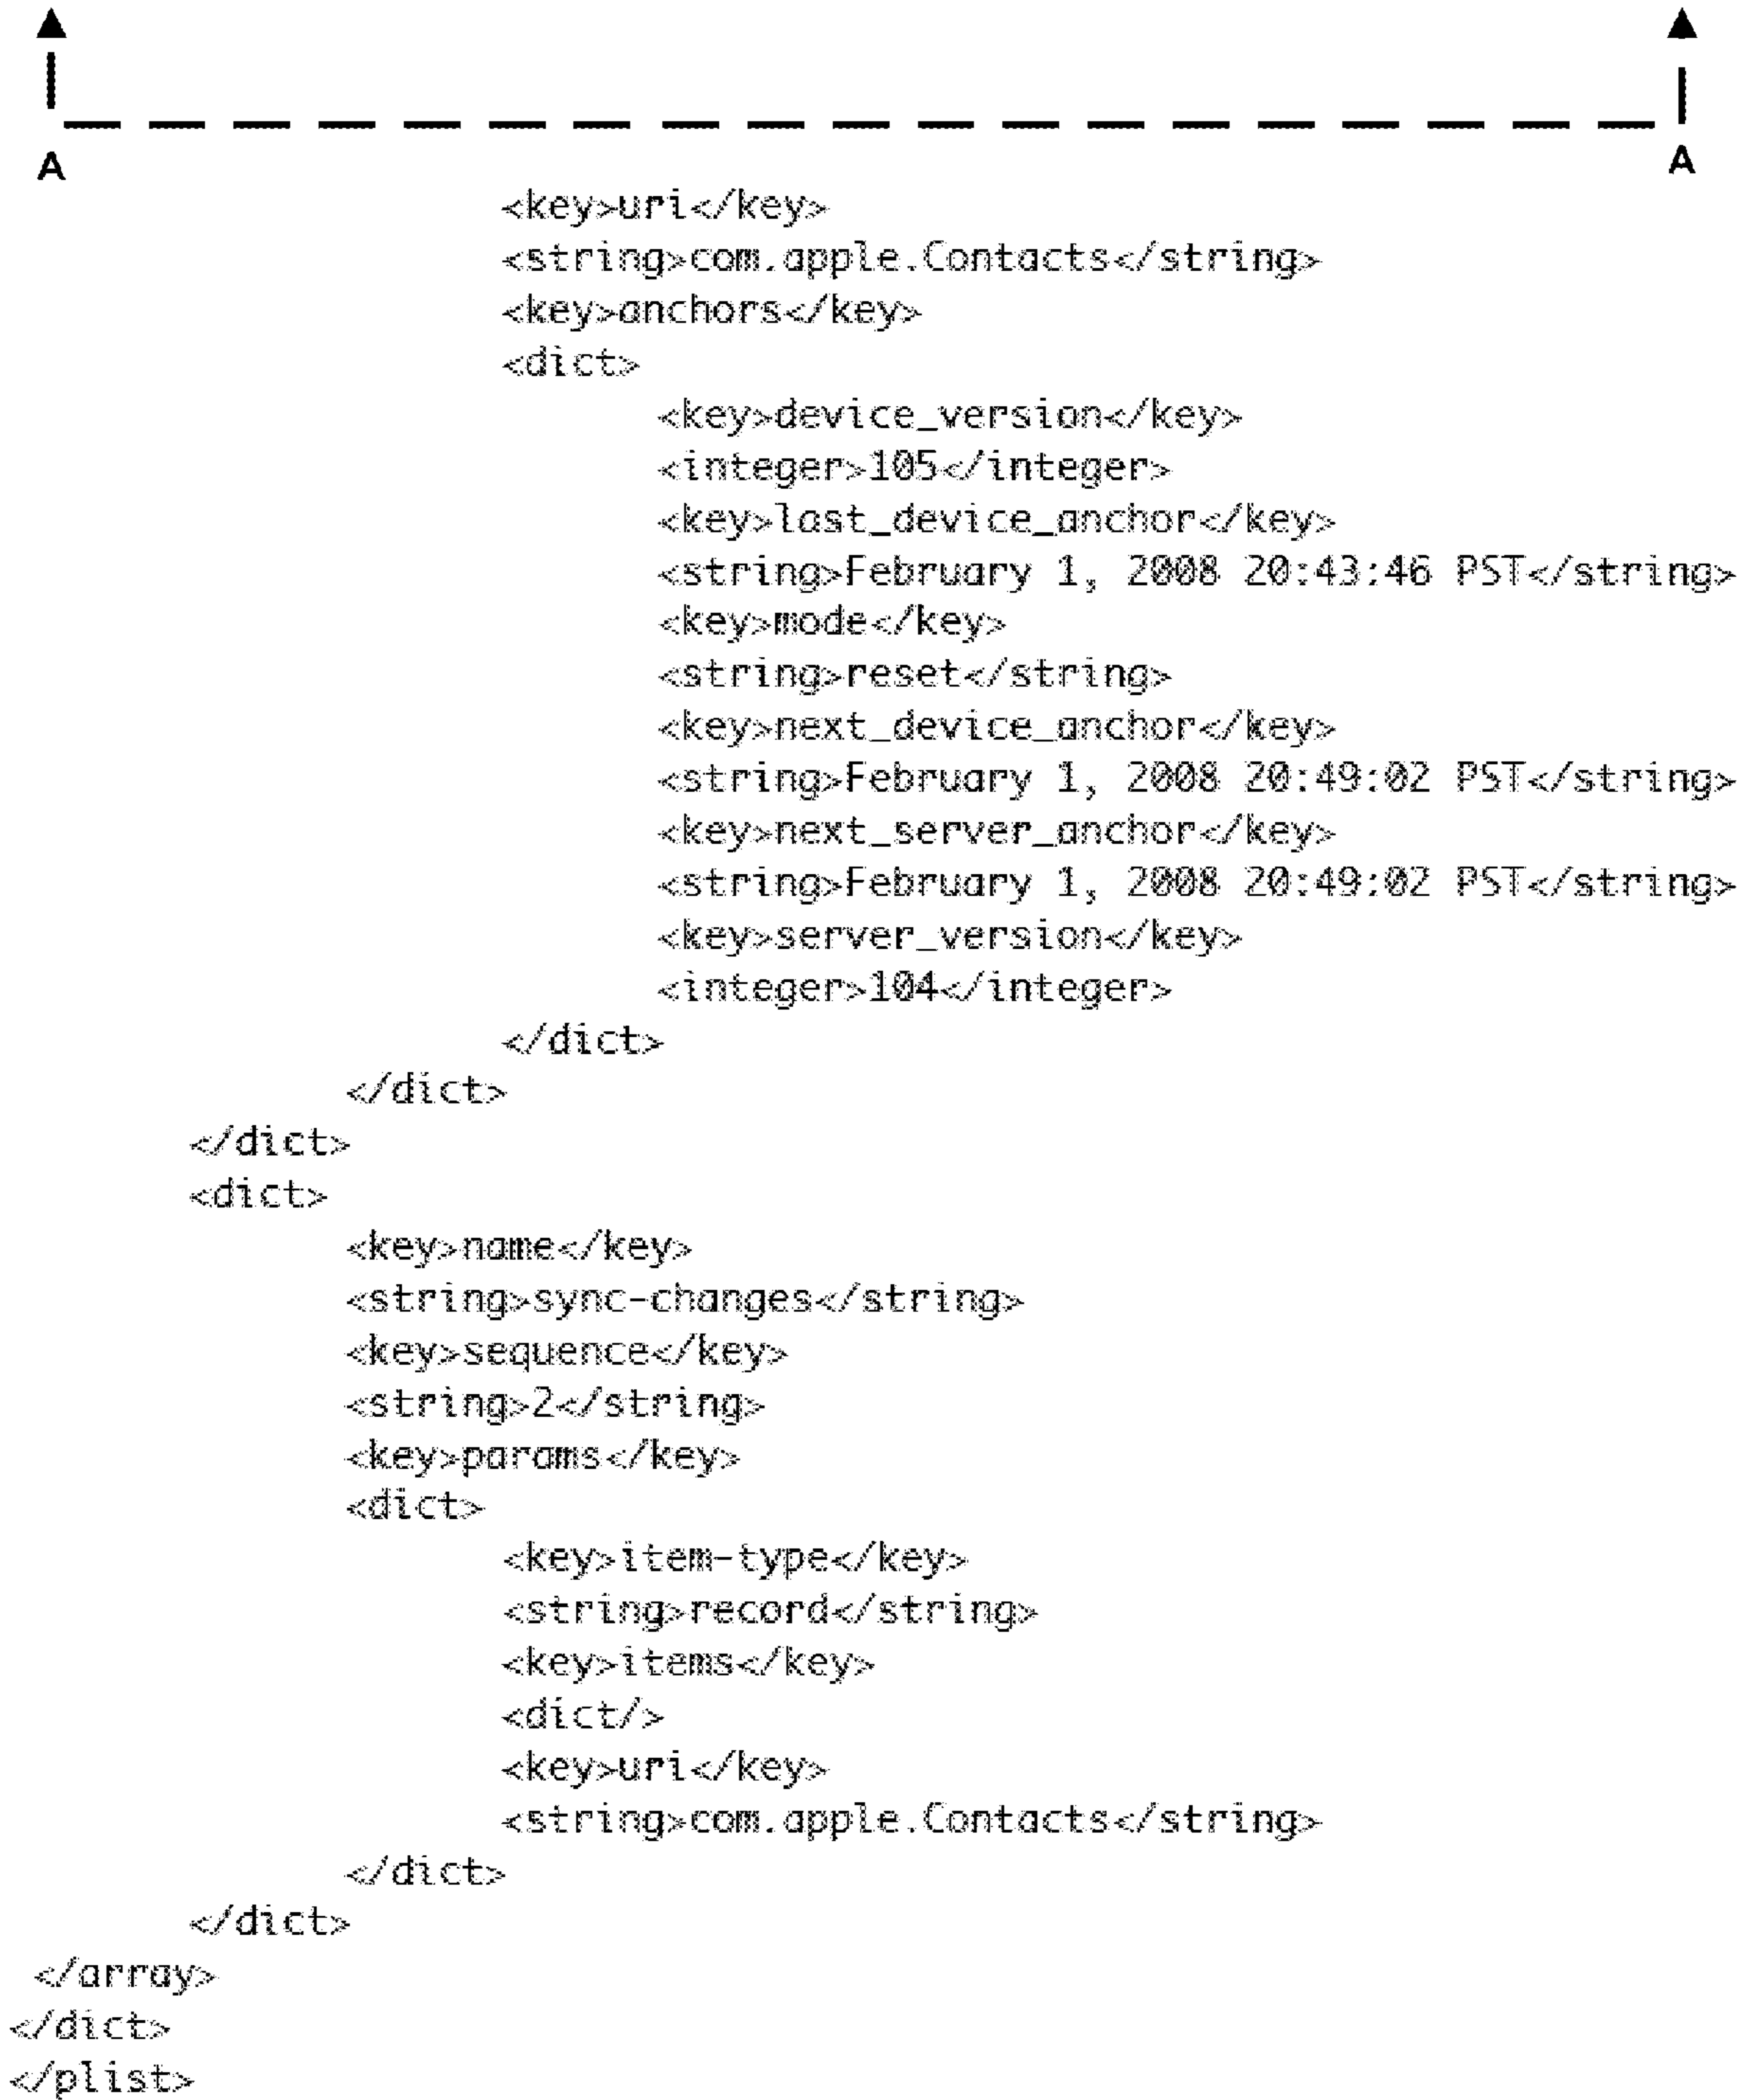 A A
<key>uri</key>
<string>com.apple.Contacts</string>
<key>anchors</key>
<dict>
<key>device_version</key>
<integer>105</integer>
<key>last_device_anchor</key>
<string>February 1, 2008 20:43:46 PST</string>
<key>mode</key>
<string>reset</string>
<key>next_device_anchor</key>
<string>February 1, 2008 20:49:02 PST</string>
<key>next_server_anchor</key>
<string>February 1, 2008 20:49:02 PST</string>
<key>server_version</key>
<integer>104</integer>
</dict>
</dict>
</dict>
<dict>
<key>name</key>
<string>sync-changes</string>
<key>sequence</key>
<string>2</string>
<key>params</key>
<dict>
<key>item-type</key>
<string>record</string>
<key>items</key>
<dict/>
<key>uri</key>
<string>com.apple.Contacts</string>
</dict>
</dict>
</array>
</dict>
</plist>